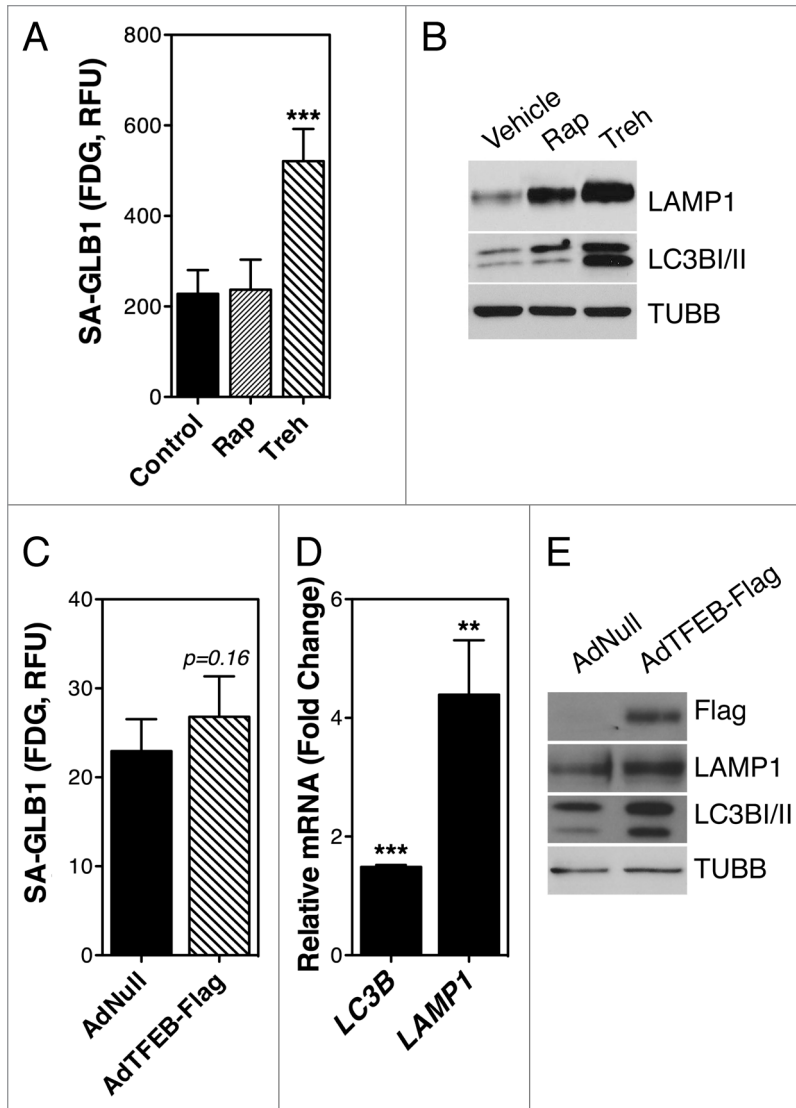 A
SA-GLB1 (FDG, RFU)
800
600
400
200
0
***
Control
Rap
Treh
B
Vehicle
Rap
Treh
LAMP1
LC3BI/II
TUBB
C
SA-GLB1 (FDG, RFU)
40
30
20
10
0
p=0.16
AdNull
AdTFEB-Flag
D
Relative mRNA (Fold Change)
6
4
2
0
***
**
LC3B
LAMP1
E
AdNull
AdTFEB-Flag
Flag
LAMP1
LC3BI/II
TUBB